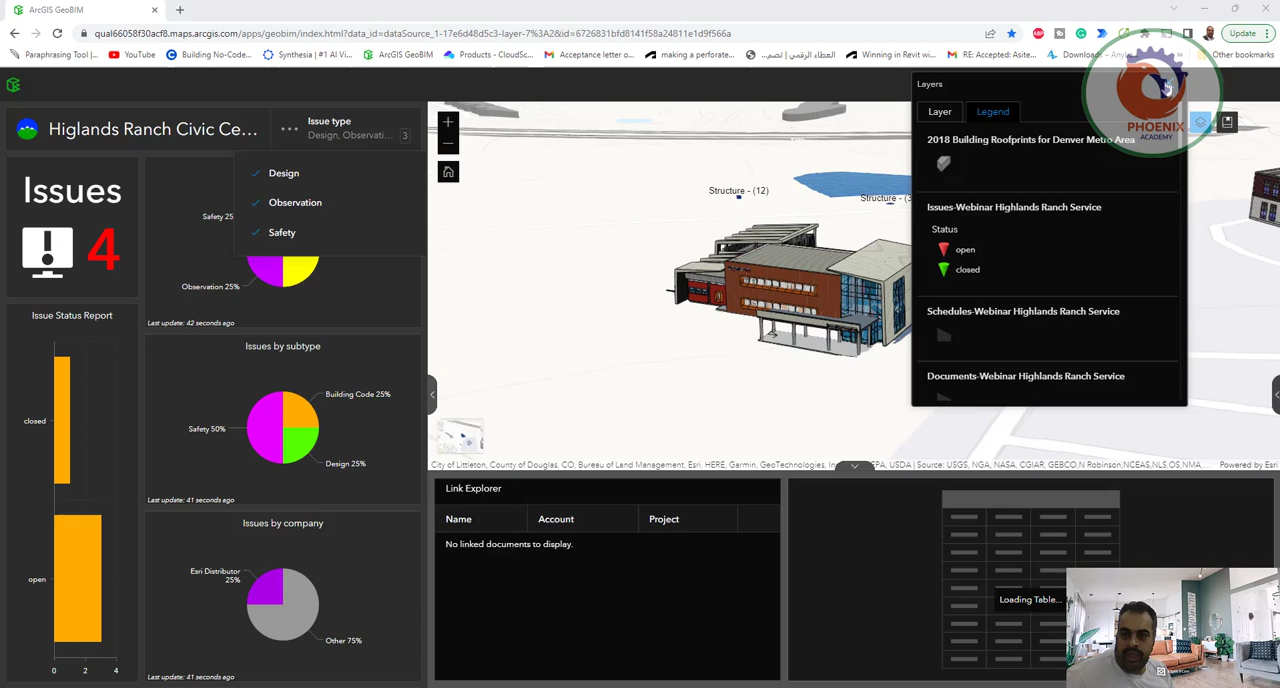 ArcGIS GeoBIM
qual66058f30acf8.maps.arcgis.com/apps/geobim/index.html?data_id=dataSource_1-17e6d48d5c3-layer-7%3A2&id=6726831bfd8141f58a24811e1d9f566a
Update
Paraphrasing Tool |...
YouTube
Building No-Code...
Synthesia | #1 AI V...
ArcGIS GeoBIM
Products - CloudSc...
Acceptance letter o...
making a perforate...
العطاء الرقمي | تصم...
Winning in Revit wi...
RE: Accepted: Asite...
Other bookmarks
Higlands Ranch Civic Ce...
Issue type
Design, Observati...
3
Design
Observation
Safety
Issues
4
Safety 25
Observation 25%
Last update: 42 seconds ago
Issue Status Report
closed
open
0
2
4
Issues by subtype
Building Code 25%
Safety 50%
Design 25%
Last update: 41 seconds ago
Issues by company
Esri Distributor
25%
Other 75%
Last update: 41 seconds ago
Structure - (12)
Layers
Layer
Legend
2018 Building Roofprints for Denver Metro Area
Issues-Webinar Highlands Ranch Service
Status
open
closed
Schedules-Webinar Highlands Ranch Service
Documents-Webinar Highlands Ranch Service
PHOENIX
ACADEMY
City of Littleton, County of Douglas, CO, Bureau of Land Management, Esri, HERE, Garmin, GeoTechnologies, In
EPA, USDA | Source: USGS, NGA, NASA, CGIAR, GEBCO,N Robinson,NCEAS,NLS,OS,NMA,...
Powered by Esri
Link Explorer
Name
Account
Project
No linked documents to display.
Loading Table...